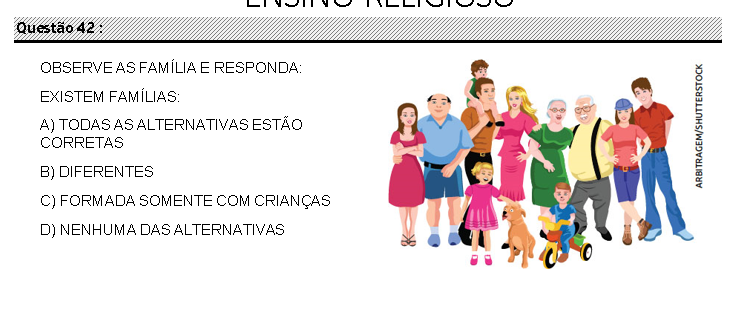 ENSINO RELIGIOSO
Questão 42 :
OBSERVE AS FAMÍLIA E RESPONDA:
EXISTEM FAMÍLIAS:
A) TODAS AS ALTERNATIVAS ESTÃO
CORRETAS
B) DIFERENTES
C) FORMADA SOMENTE COM CRIANÇAS
D) NENHUMA DAS ALTERNATIVAS
ARBITRAGEM/SHUTTERSTOCK